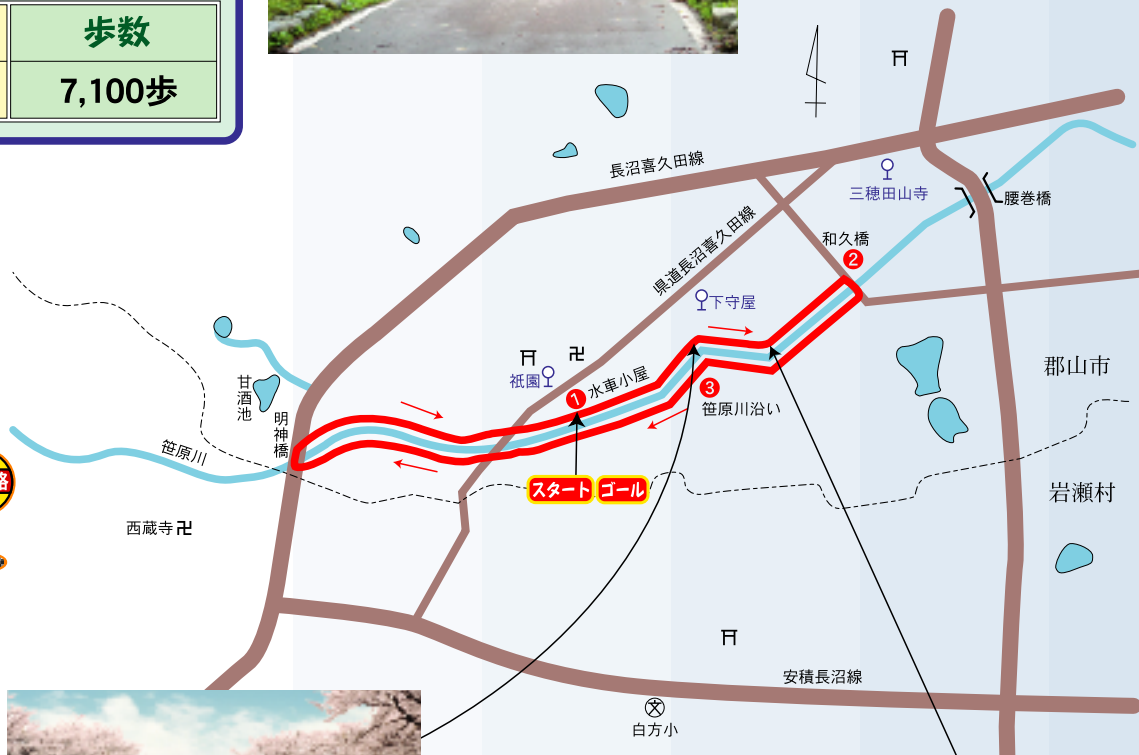 歩数
7,100歩
長沼喜久田線
三穂田山寺
腰巻橋
県道長沼喜久田線
和久橋
2
下守屋
祇園
1
水車小屋
3
笹原川沿い
郡山市
甘酒池
明神橋
笹原川
スタート ゴール
路
岩瀬村
西蔵寺
安積長沼線
文
白方小